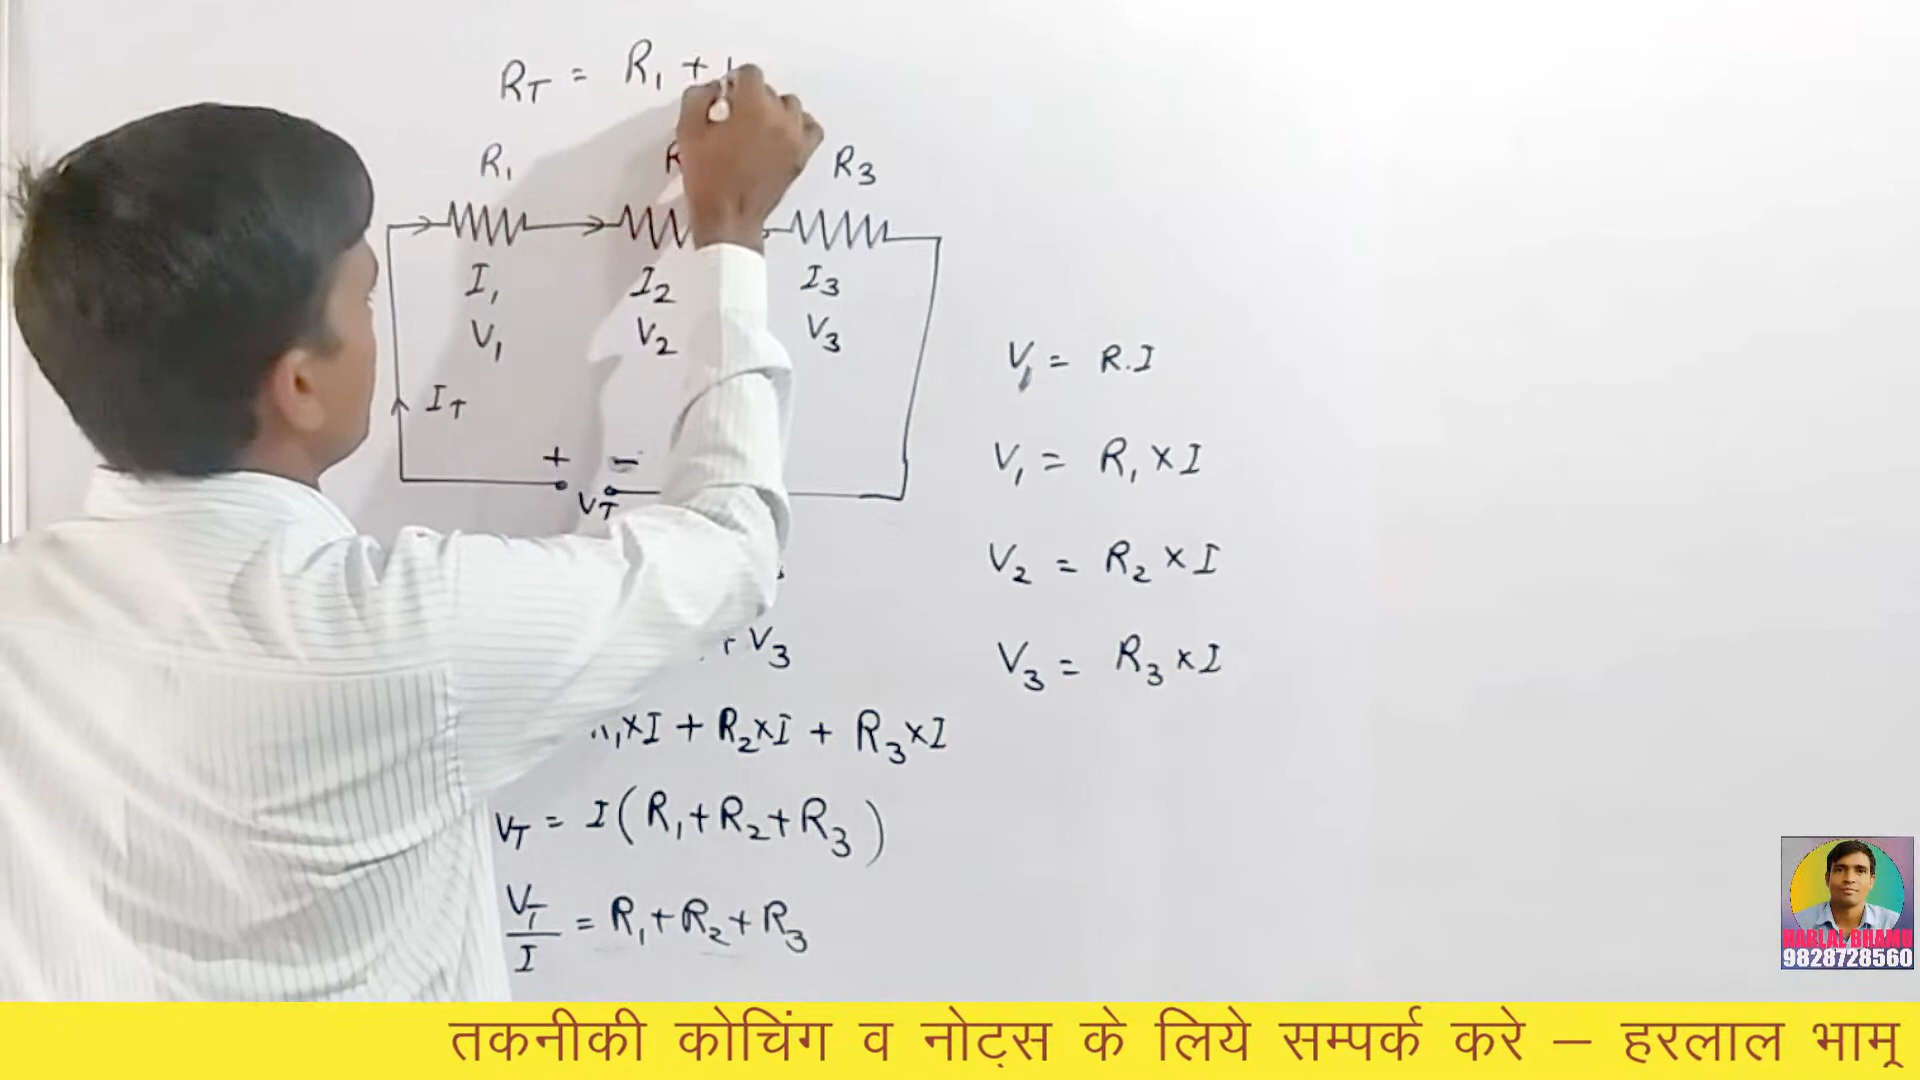 RT = R1 +
R1 R3
I1 I2 I3
V1 V2 V3
IT
+ -
VT
V1 = R.I
V1 = R1 × I
V2 = R2 × I
V3 = R3 × I
V3
×I + R2×I + R3×I
VT = I(R1+R2+R3)
VT/I = R1+R2+R3
HARLAL BHAMU
9828728560
तकनीकी कोचिंग व नोट्स के लिये सम्पर्क करे – हरलाल भामू